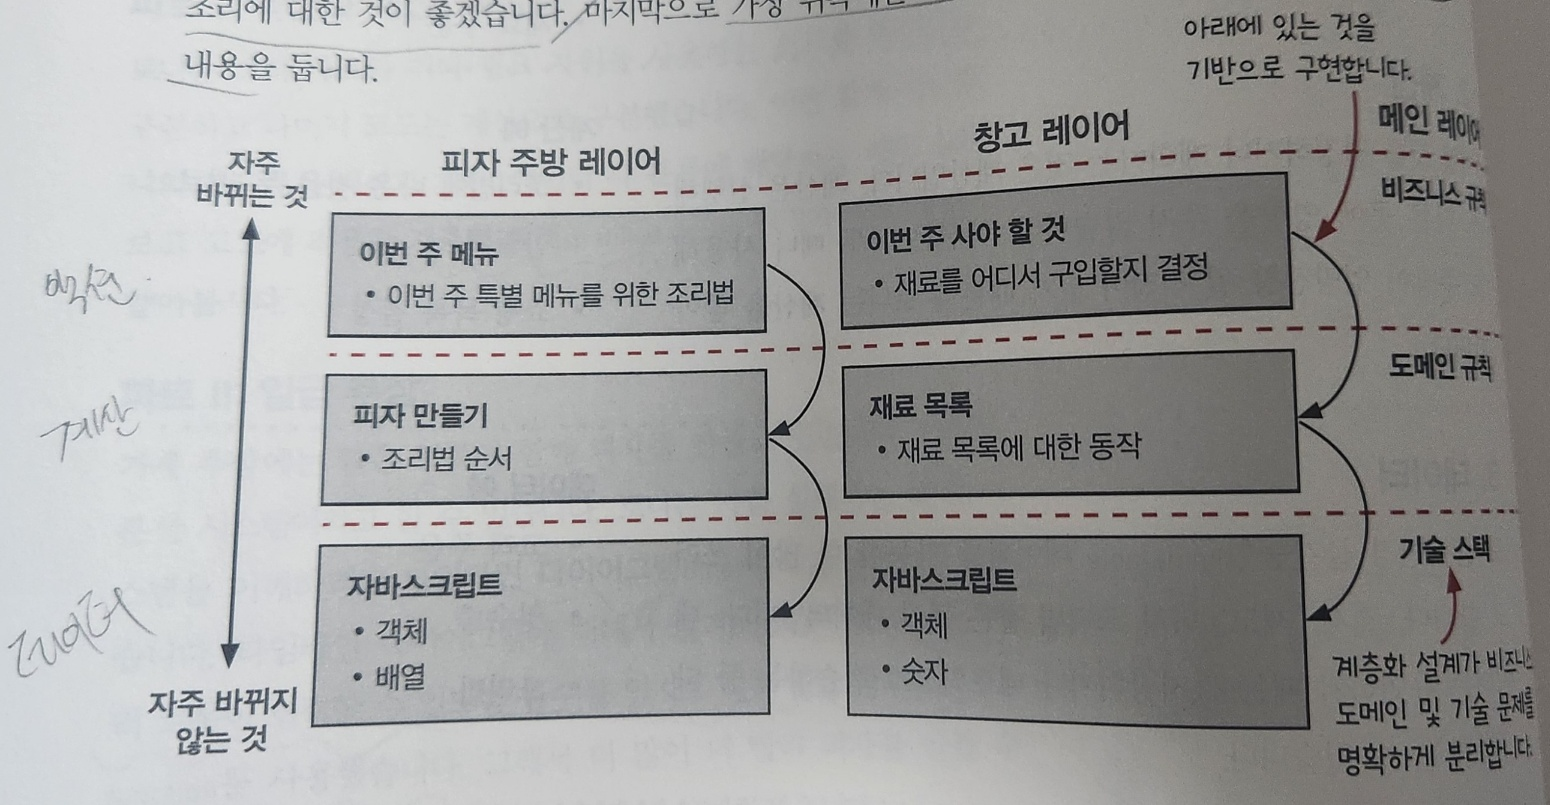 조리에 대한 것이 좋겠습니다. 마지막으로 가장
내용을 둡니다.
아래에 있는 것을
기반으로 구현합니다.
자주
바뀌는 것
피자 주방 레이어
창고 레이어
메인 레이어
비즈니스 규칙
이번 주 메뉴
• 이번 주 특별 메뉴를 위한 조리법
이번 주 사야 할 것
• 재료를 어디서 구입할지 결정
액션
도메인 규칙
피자 만들기
• 조리법 순서
재료 목록
• 재료 목록에 대한 동작
계산
기술 스택
자바스크립트
• 객체
• 배열
자바스크립트
• 객체
• 숫자
데이터
자주 바뀌지
않는 것
계층화 설계가 비즈니스
도메인 및 기술 문제를
명확하게 분리합니다.